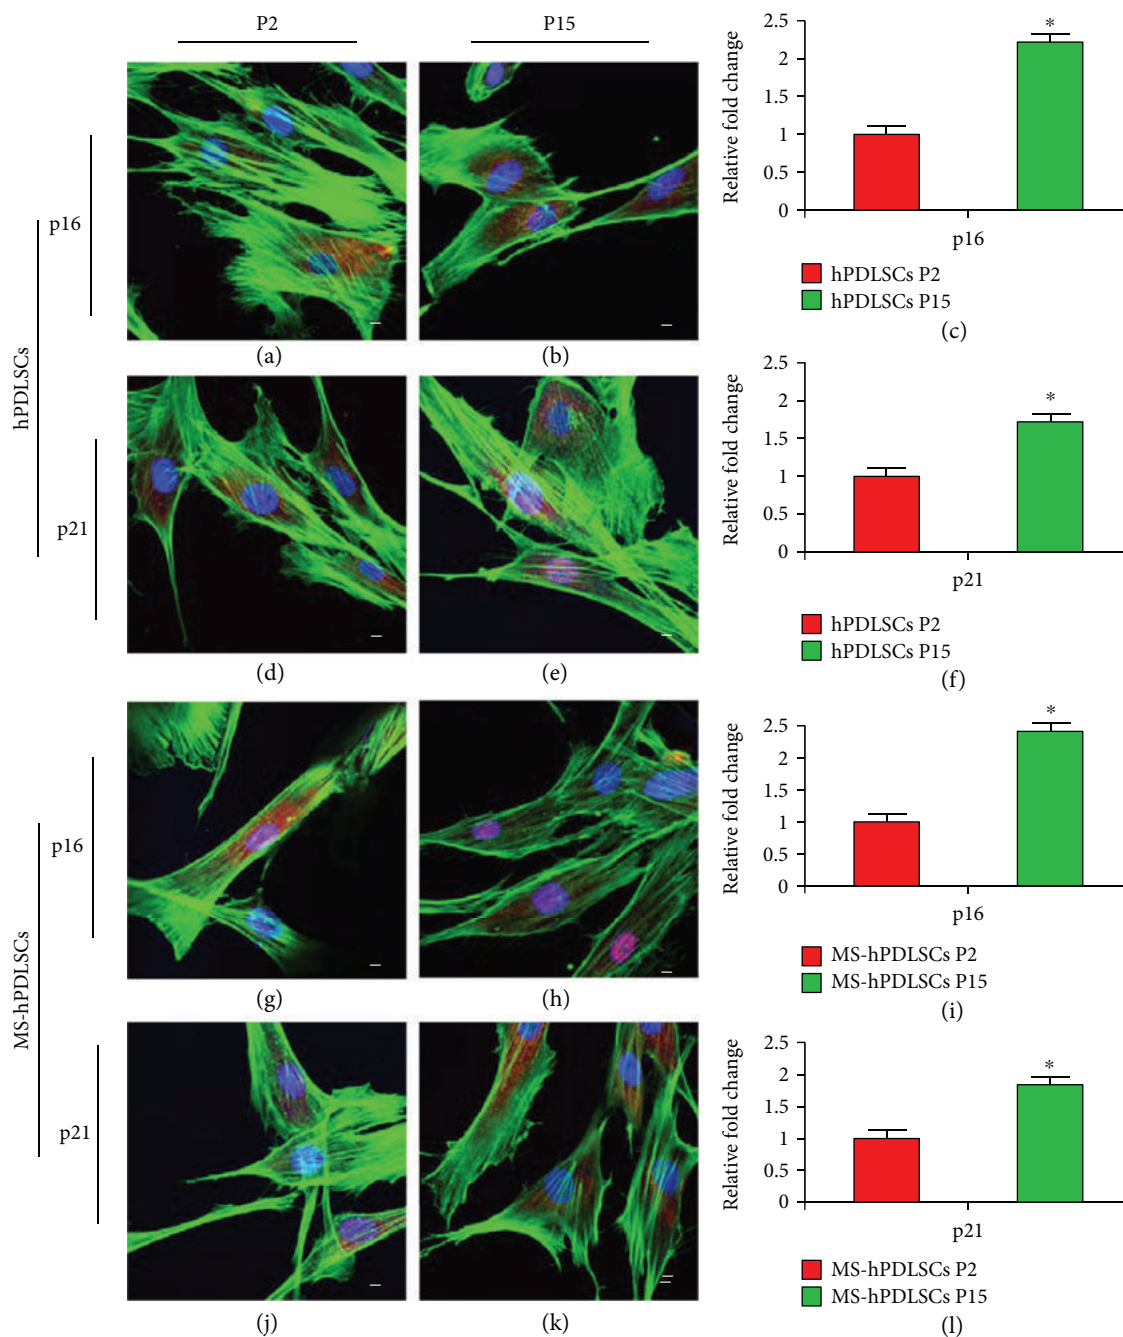 P2
P15
hPDLSCs
p16
(a)
(b)
Relative fold change
2.5
2
1.5
1
0.5
0
*
p16
hPDLSCs P2
hPDLSCs P15
(c)
p21
(d)
(e)
Relative fold change
2.5
2
1.5
1
0.5
0
*
p21
hPDLSCs P2
hPDLSCs P15
(f)
MS-hPDLSCs
p16
(g)
(h)
Relative fold change
2.5
2
1.5
1
0.5
0
*
p16
MS-hPDLSCs P2
MS-hPDLSCs P15
(i)
p21
(j)
(k)
Relative fold change
2.5
2
1.5
1
0.5
0
*
p21
MS-hPDLSCs P2
MS-hPDLSCs P15
(l)